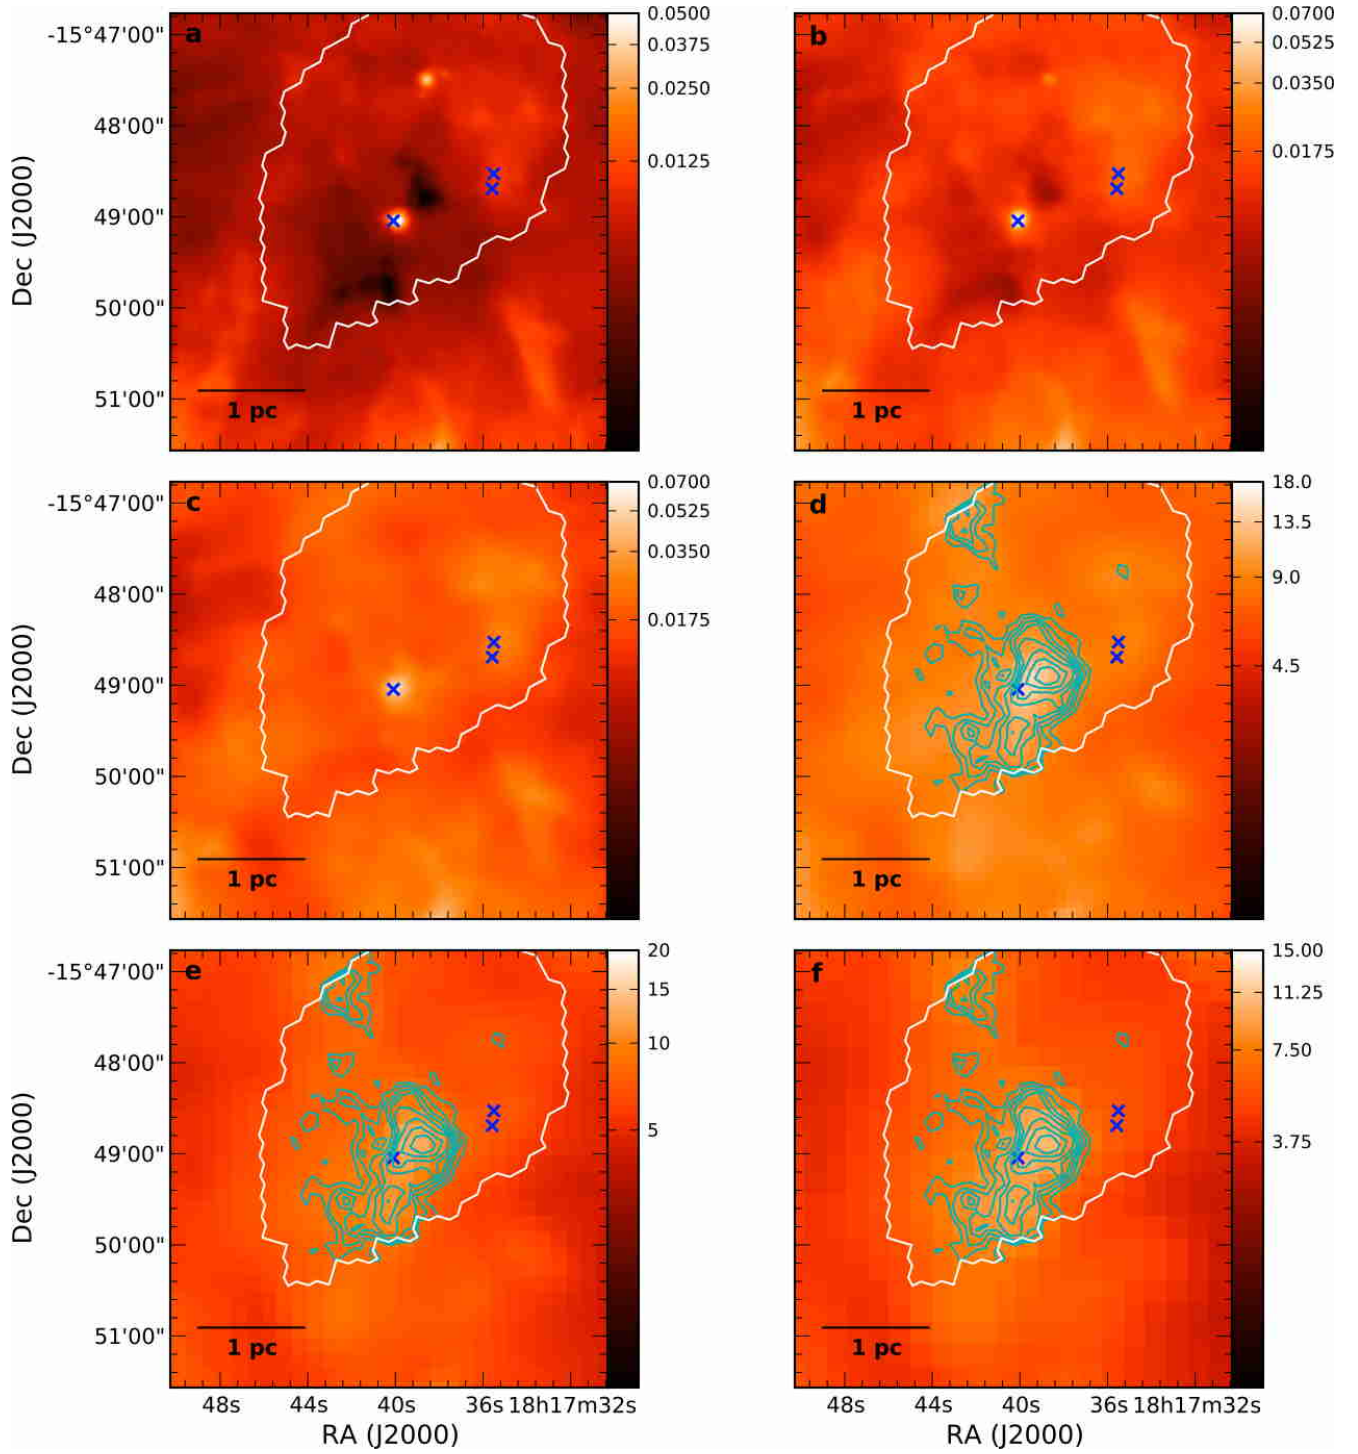 a
-15°47'00"
48'00"
49'00"
50'00"
51'00"
Dec (J2000)
1 pc
0.0500
0.0375
0.0250
0.0125
b
1 pc
0.0700
0.0525
0.0350
0.0175
c
-15°47'00"
48'00"
49'00"
50'00"
51'00"
Dec (J2000)
1 pc
0.0700
0.0525
0.0350
0.0175
d
1 pc
18.0
13.5
9.0
4.5
e
-15°47'00"
48'00"
49'00"
50'00"
51'00"
Dec (J2000)
1 pc
20
15
10
5
48s 44s 40s 36s 18h17m32s
RA (J2000)
f
1 pc
15.00
11.25
7.50
3.75
48s 44s 40s 36s 18h17m32s
RA (J2000)